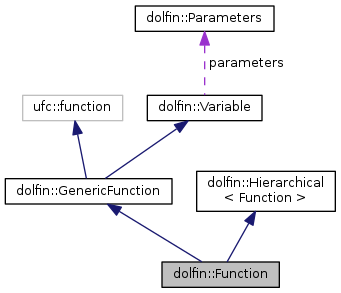 dolfin::Parameters
parameters
ufc::function
dolfin::Variable
dolfin::GenericFunction
dolfin::Hierarchical
< Function >
dolfin::Function